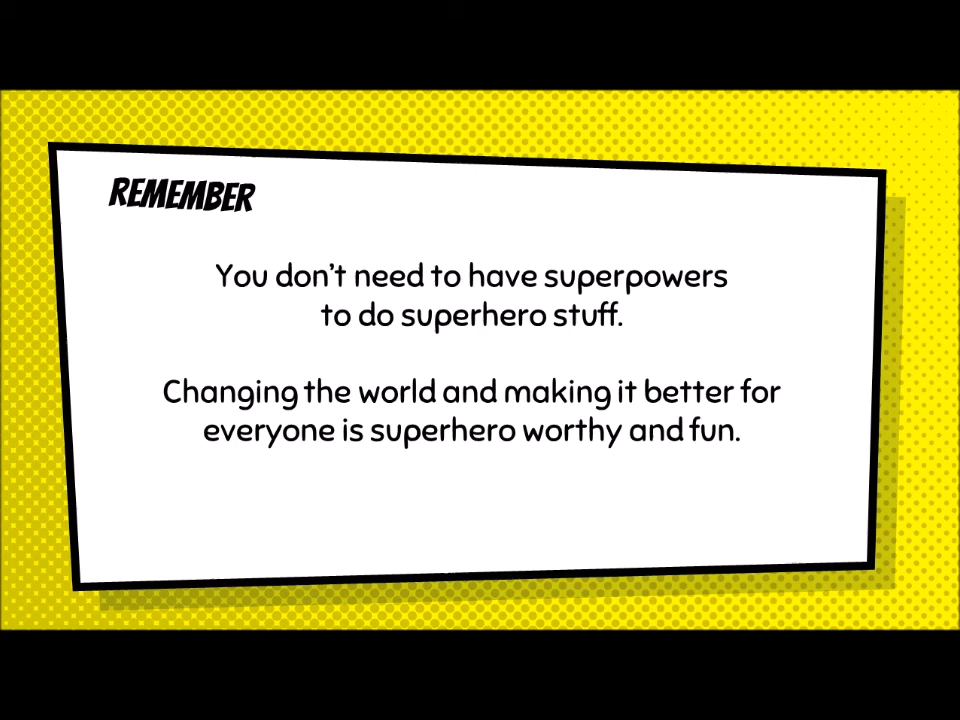 REMEMBER
You don't need to have superpowers
to do superhero stuff.
Changing the world and making it better for
everyone is superhero worthy and fun.